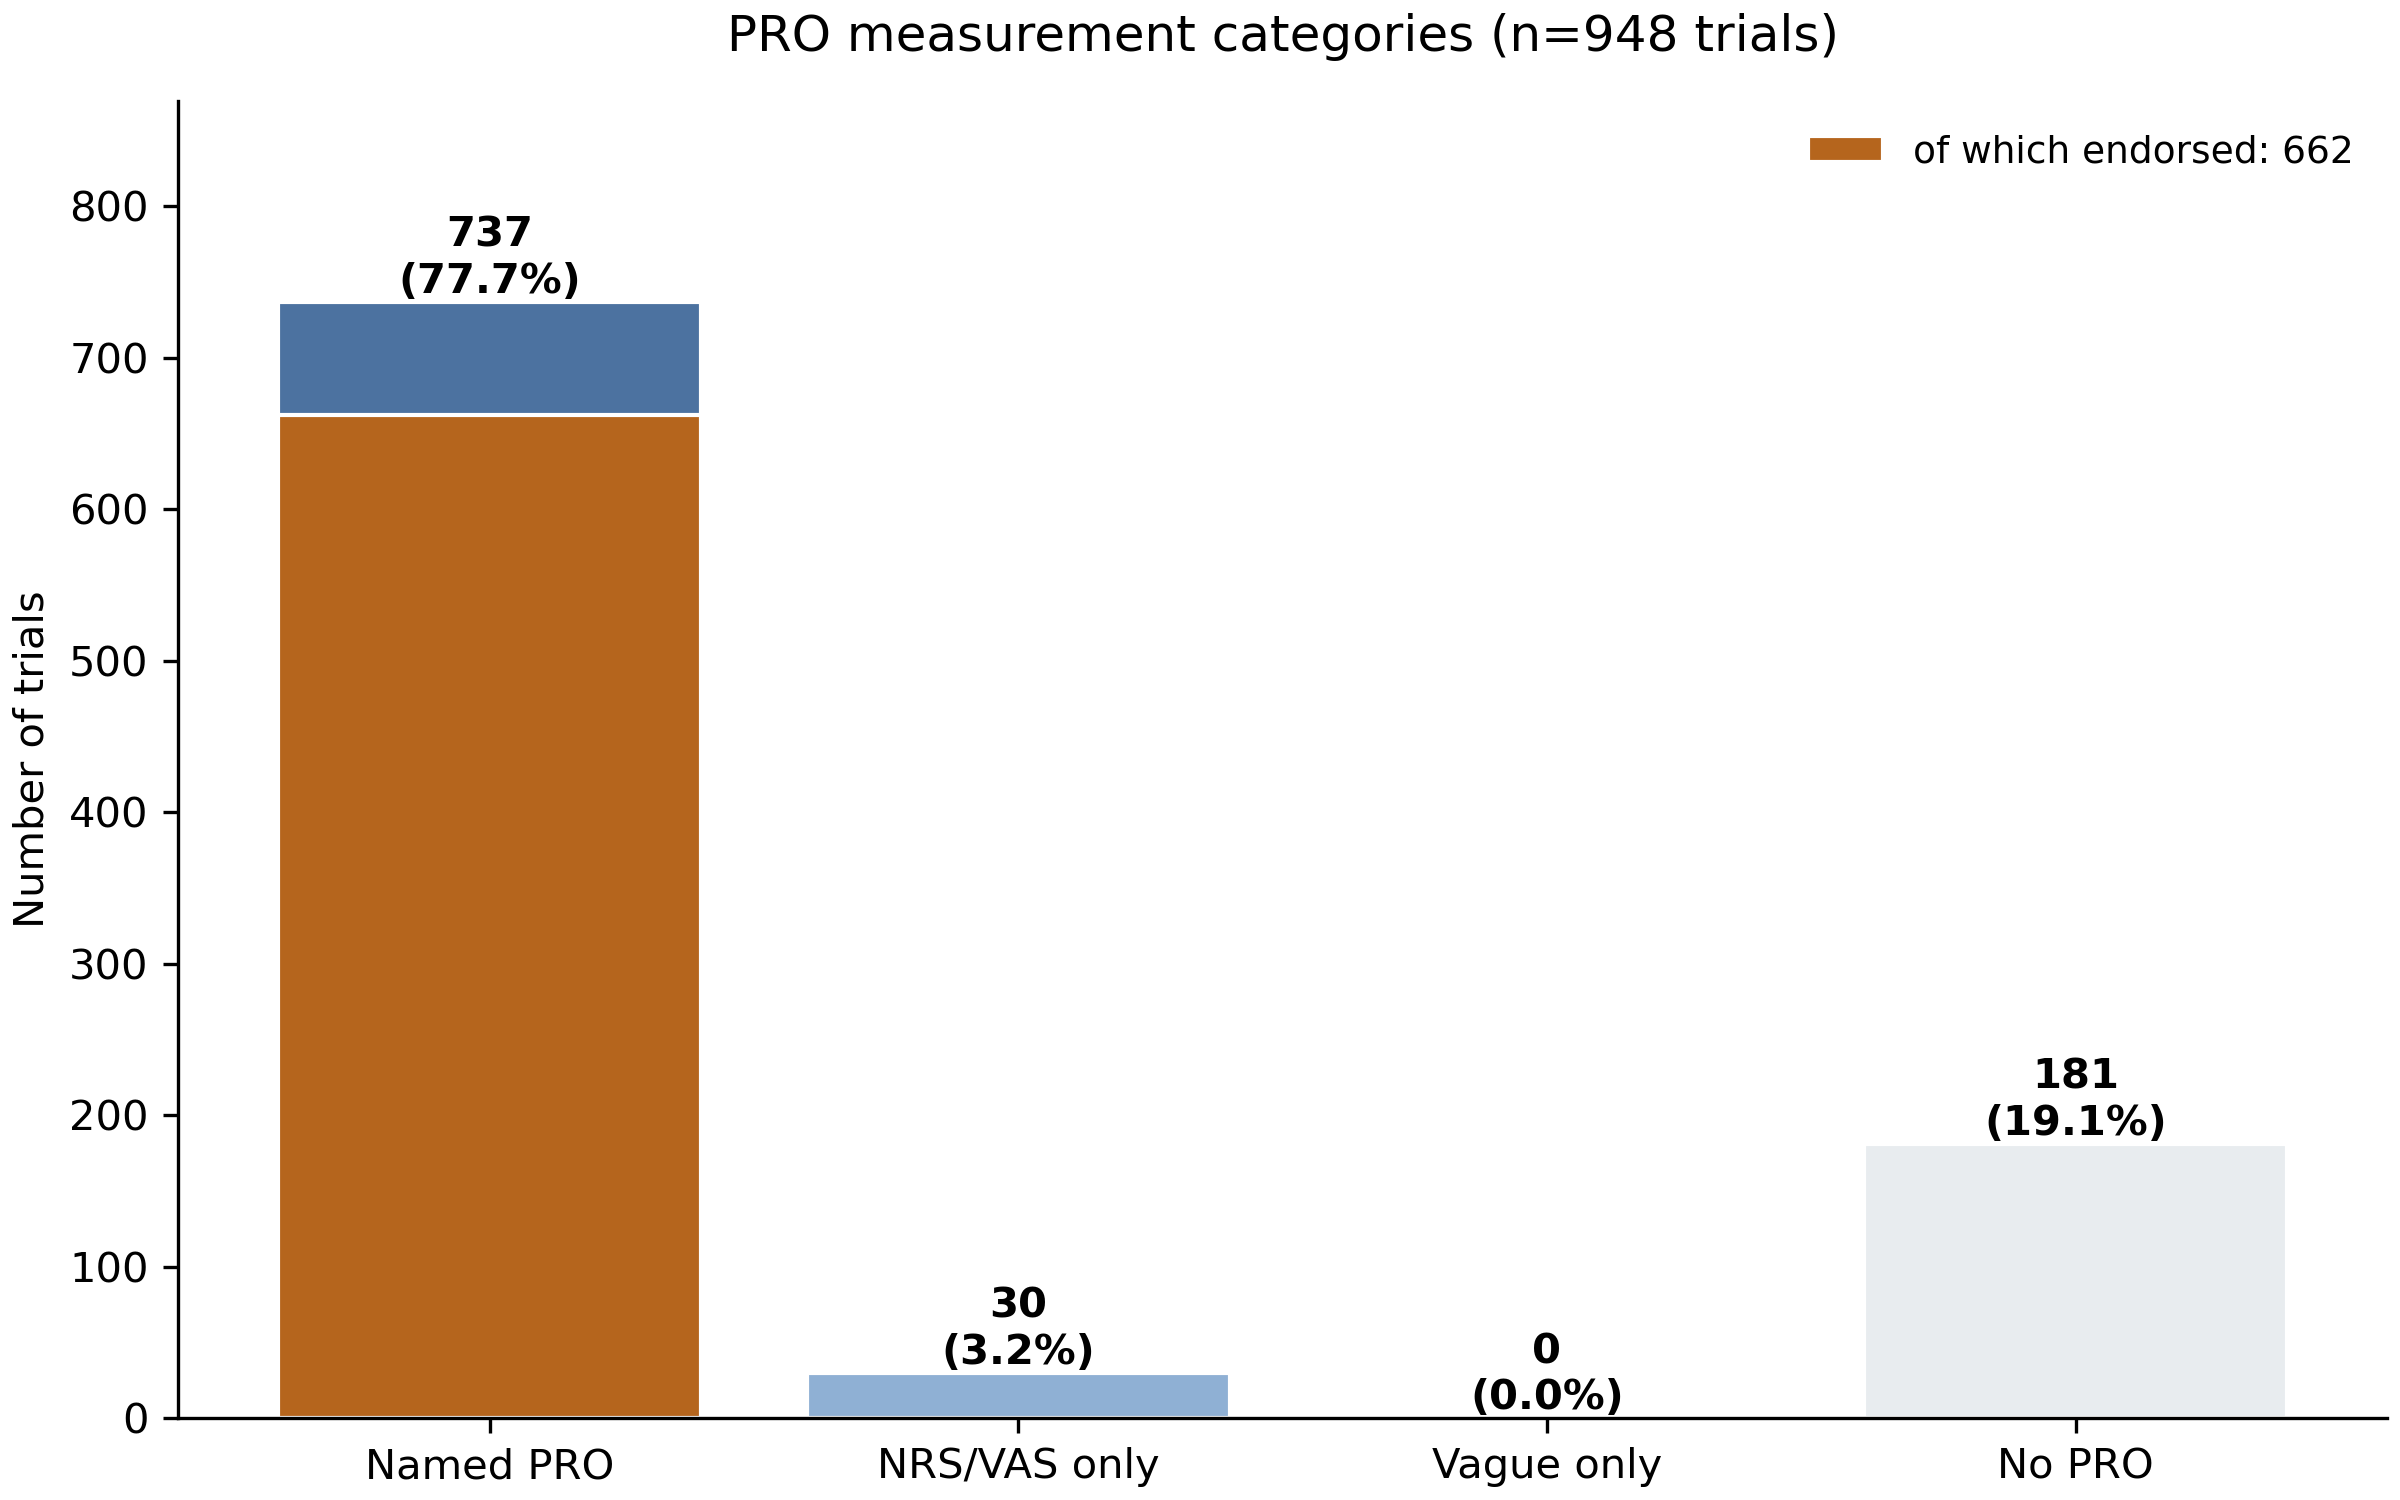 PRO measurement categories (n=948 trials)
of which endorsed: 662
Number of trials
800
700
600
500
400
300
200
100
0
737
(77.7%)
30
(3.2%)
0
(0.0%)
181
(19.1%)
Named PRO
NRS/VAS only
Vague only
No PRO